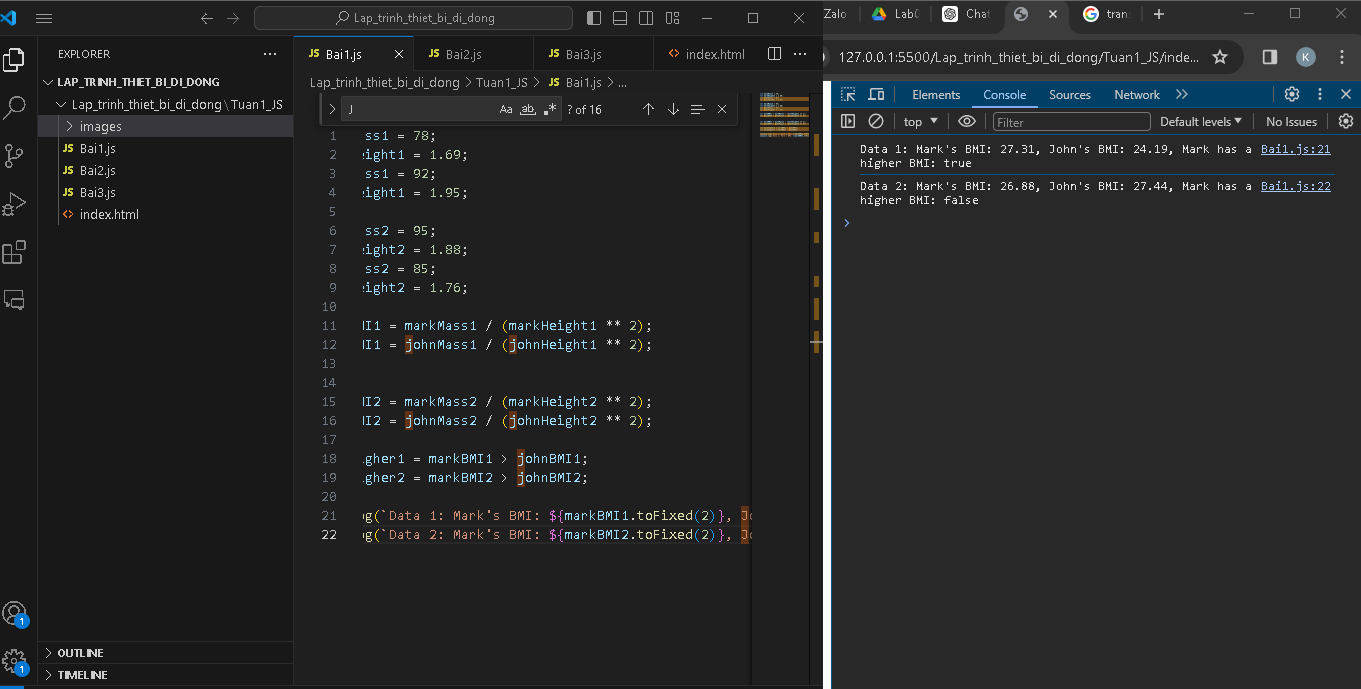 Lap_trinh_thiet_bi_di_dong
EXPLORER
LAP_TRINH_THIET_BI_DI_DONG
Lap_trinh_thiet_bi_di_dong\Tuan1_JS
images
JS Bai1.js
JS Bai2.js
JS Bai3.js
<> index.html
OUTLINE
TIMELINE
1
1
JS Bai1.js
JS Bai2.js
JS Bai3.js
<> index.html
Lap_trinh_thiet_bi_di_dong > Tuan1_JS > JS Bai1.js > ...
J Aa ab .* ? of 16
1 ss1 = 78;
2 eight1 = 1.69;
3 ss1 = 92;
4 eight1 = 1.95;
5
6 ss2 = 95;
7 eight2 = 1.88;
8 ss2 = 85;
9 eight2 = 1.76;
10
11 MI1 = markMass1 / (markHeight1 ** 2);
12 MI1 = johnMass1 / (johnHeight1 ** 2);
13
14
15 MI2 = markMass2 / (markHeight2 ** 2);
16 MI2 = johnMass2 / (johnHeight2 ** 2);
17
18 igher1 = markBMI1 > johnBMI1;
19 igher2 = markBMI2 > johnBMI2;
20
21 og(`Data 1: Mark's BMI: ${markBMI1.toFixed(2)}, Jo
22 og(`Data 2: Mark's BMI: ${markBMI2.toFixed(2)}, Jo
Zalo
Lab0
Chat
tran
127.0.0.1:5500/Lap_trinh_thiet_bi_di_dong/Tuan1_JS/inde...
K
Elements
Console
Sources
Network
top
Filter
Default levels
No Issues
Data 1: Mark's BMI: 27.31, John's BMI: 24.19, Mark has a Bai1.js:21
higher BMI: true
Data 2: Mark's BMI: 26.88, John's BMI: 27.44, Mark has a Bai1.js:22
higher BMI: false